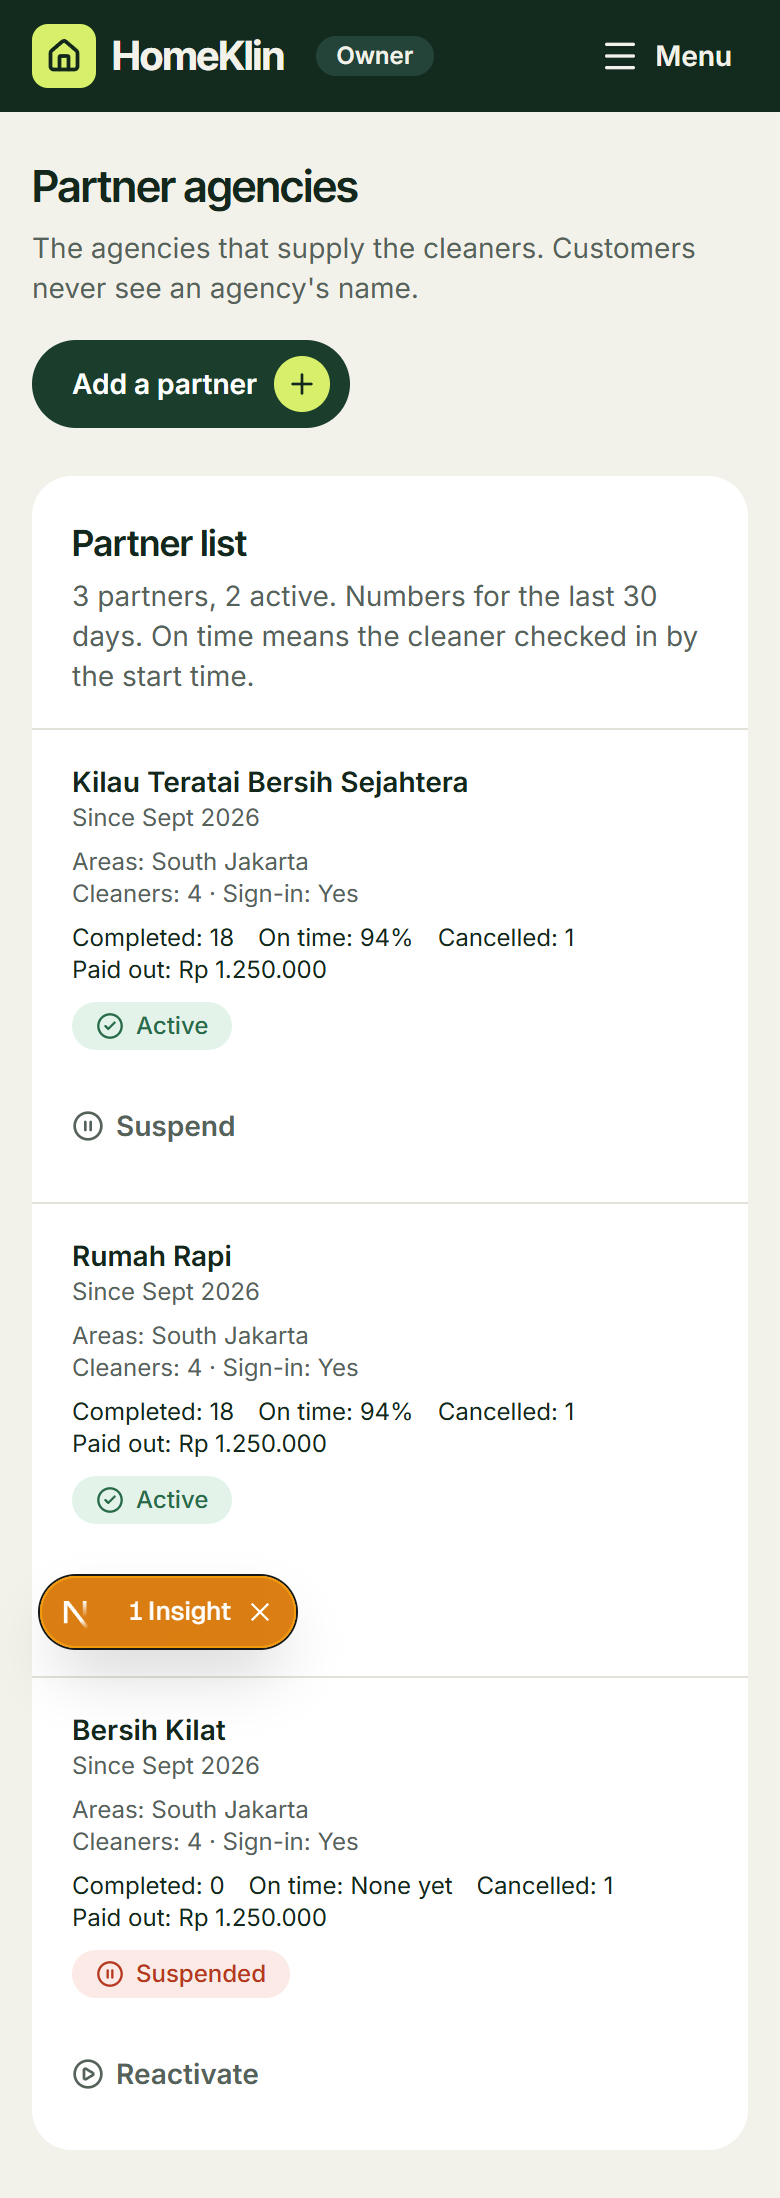 HomeKlin
Owner
Menu
Partner agencies
The agencies that supply the cleaners. Customers
never see an agency's name.
Add a partner
Partner list
3 partners, 2 active. Numbers for the last 30
days. On time means the cleaner checked in by
the start time.
Kilau Teratai Bersih Sejahtera
Since Sept 2026
Areas: South Jakarta
Cleaners: 4 · Sign-in: Yes
Completed: 18 On time: 94% Cancelled: 1
Paid out: Rp 1.250.000
Active
Suspend
Rumah Rapi
Since Sept 2026
Areas: South Jakarta
Cleaners: 4 · Sign-in: Yes
Completed: 18 On time: 94% Cancelled: 1
Paid out: Rp 1.250.000
Active
N 1 Insight
Bersih Kilat
Since Sept 2026
Areas: South Jakarta
Cleaners: 4 · Sign-in: Yes
Completed: 0 On time: None yet Cancelled: 1
Paid out: Rp 1.250.000
Suspended
Reactivate